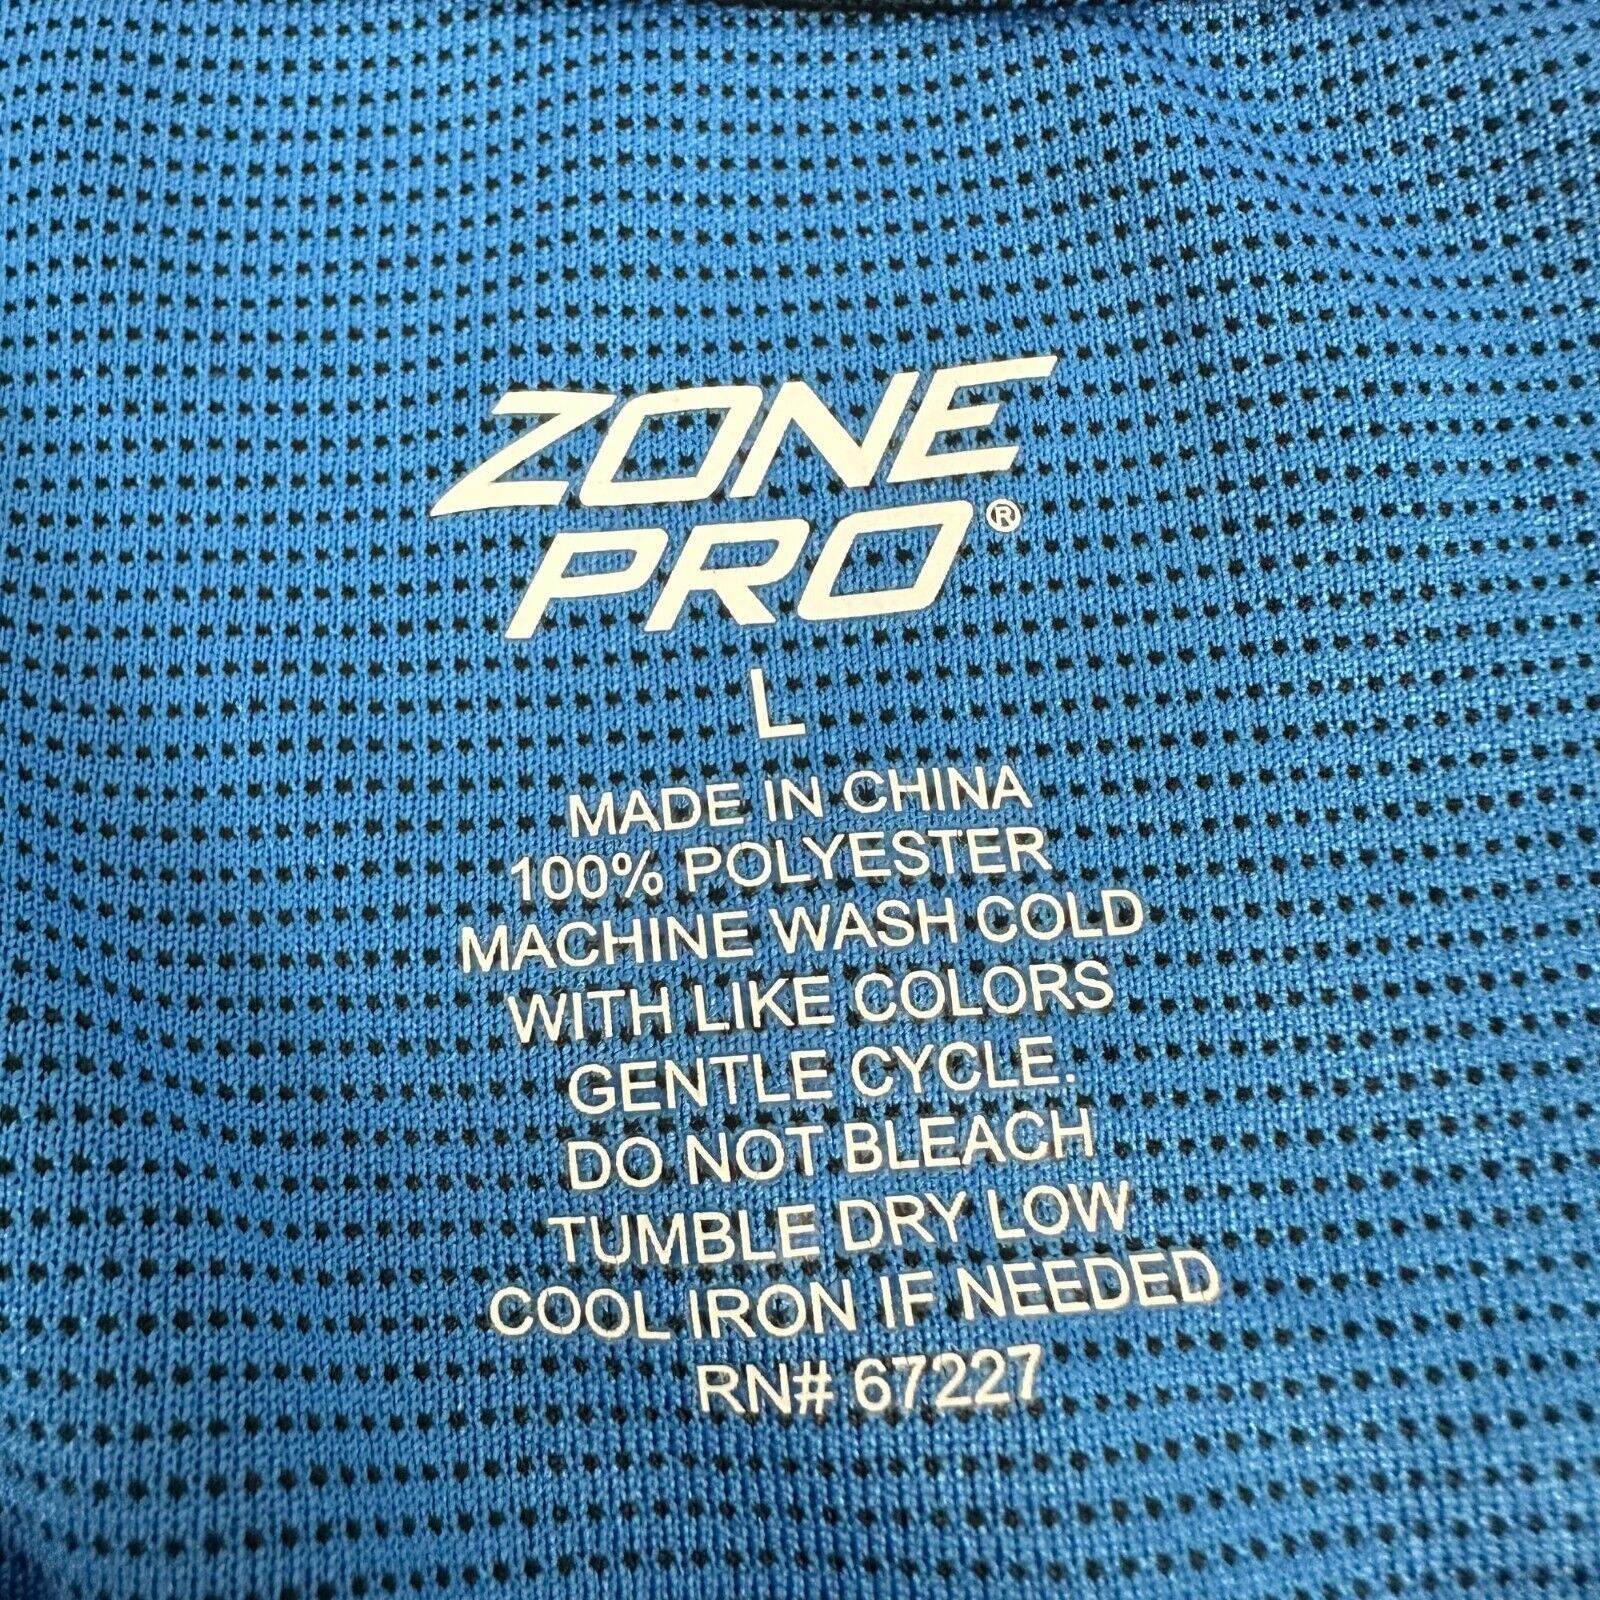 ZONE
PRO®
L
MADE IN CHINA
100% POLYESTER
MACHINE WASH COLD
WITH LIKE COLORS
GENTLE CYCLE.
DO NOT BLEACH
TUMBLE DRY LOW
COOL IRON IF NEEDED
RN# 67227